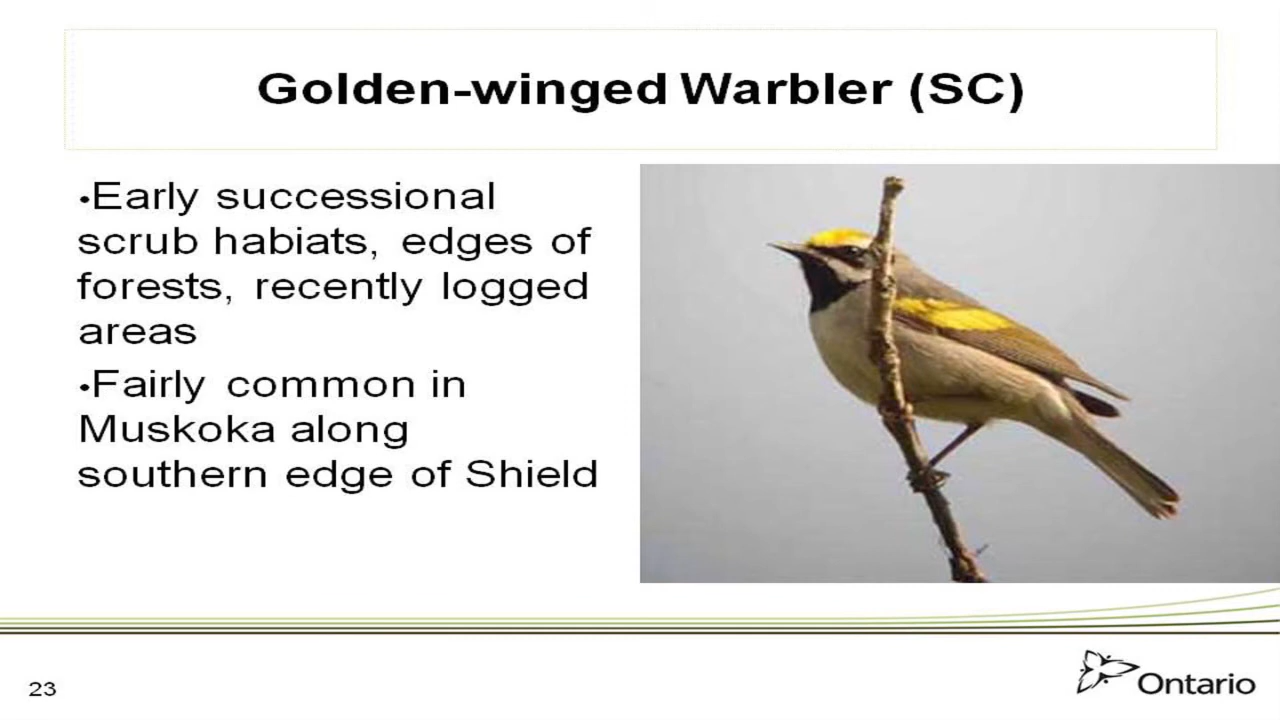 Golden-winged Warbler (SC)
•Early successional
scrub habiats, edges of
forests, recently logged
areas
•Fairly common in
Muskoka along
southern edge of Shield
23
Ontario